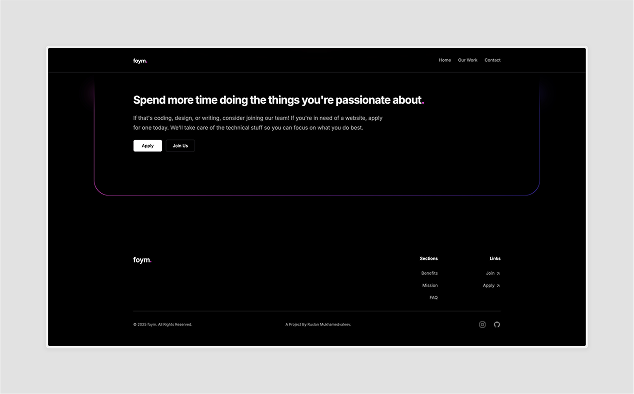 foym.
Home Our Work Contact
Spend more time doing the things you're passionate about.
If that's coding, design, or writing, consider joining our team! If you're in need of a website, apply
for one today. We'll take care of the technical stuff so you can focus on what you do best.
Apply Join Us
foym.
Sections Links
Benefits Join
Mission Apply
FAQ
© 2025 foym. All Rights Reserved. A Project By